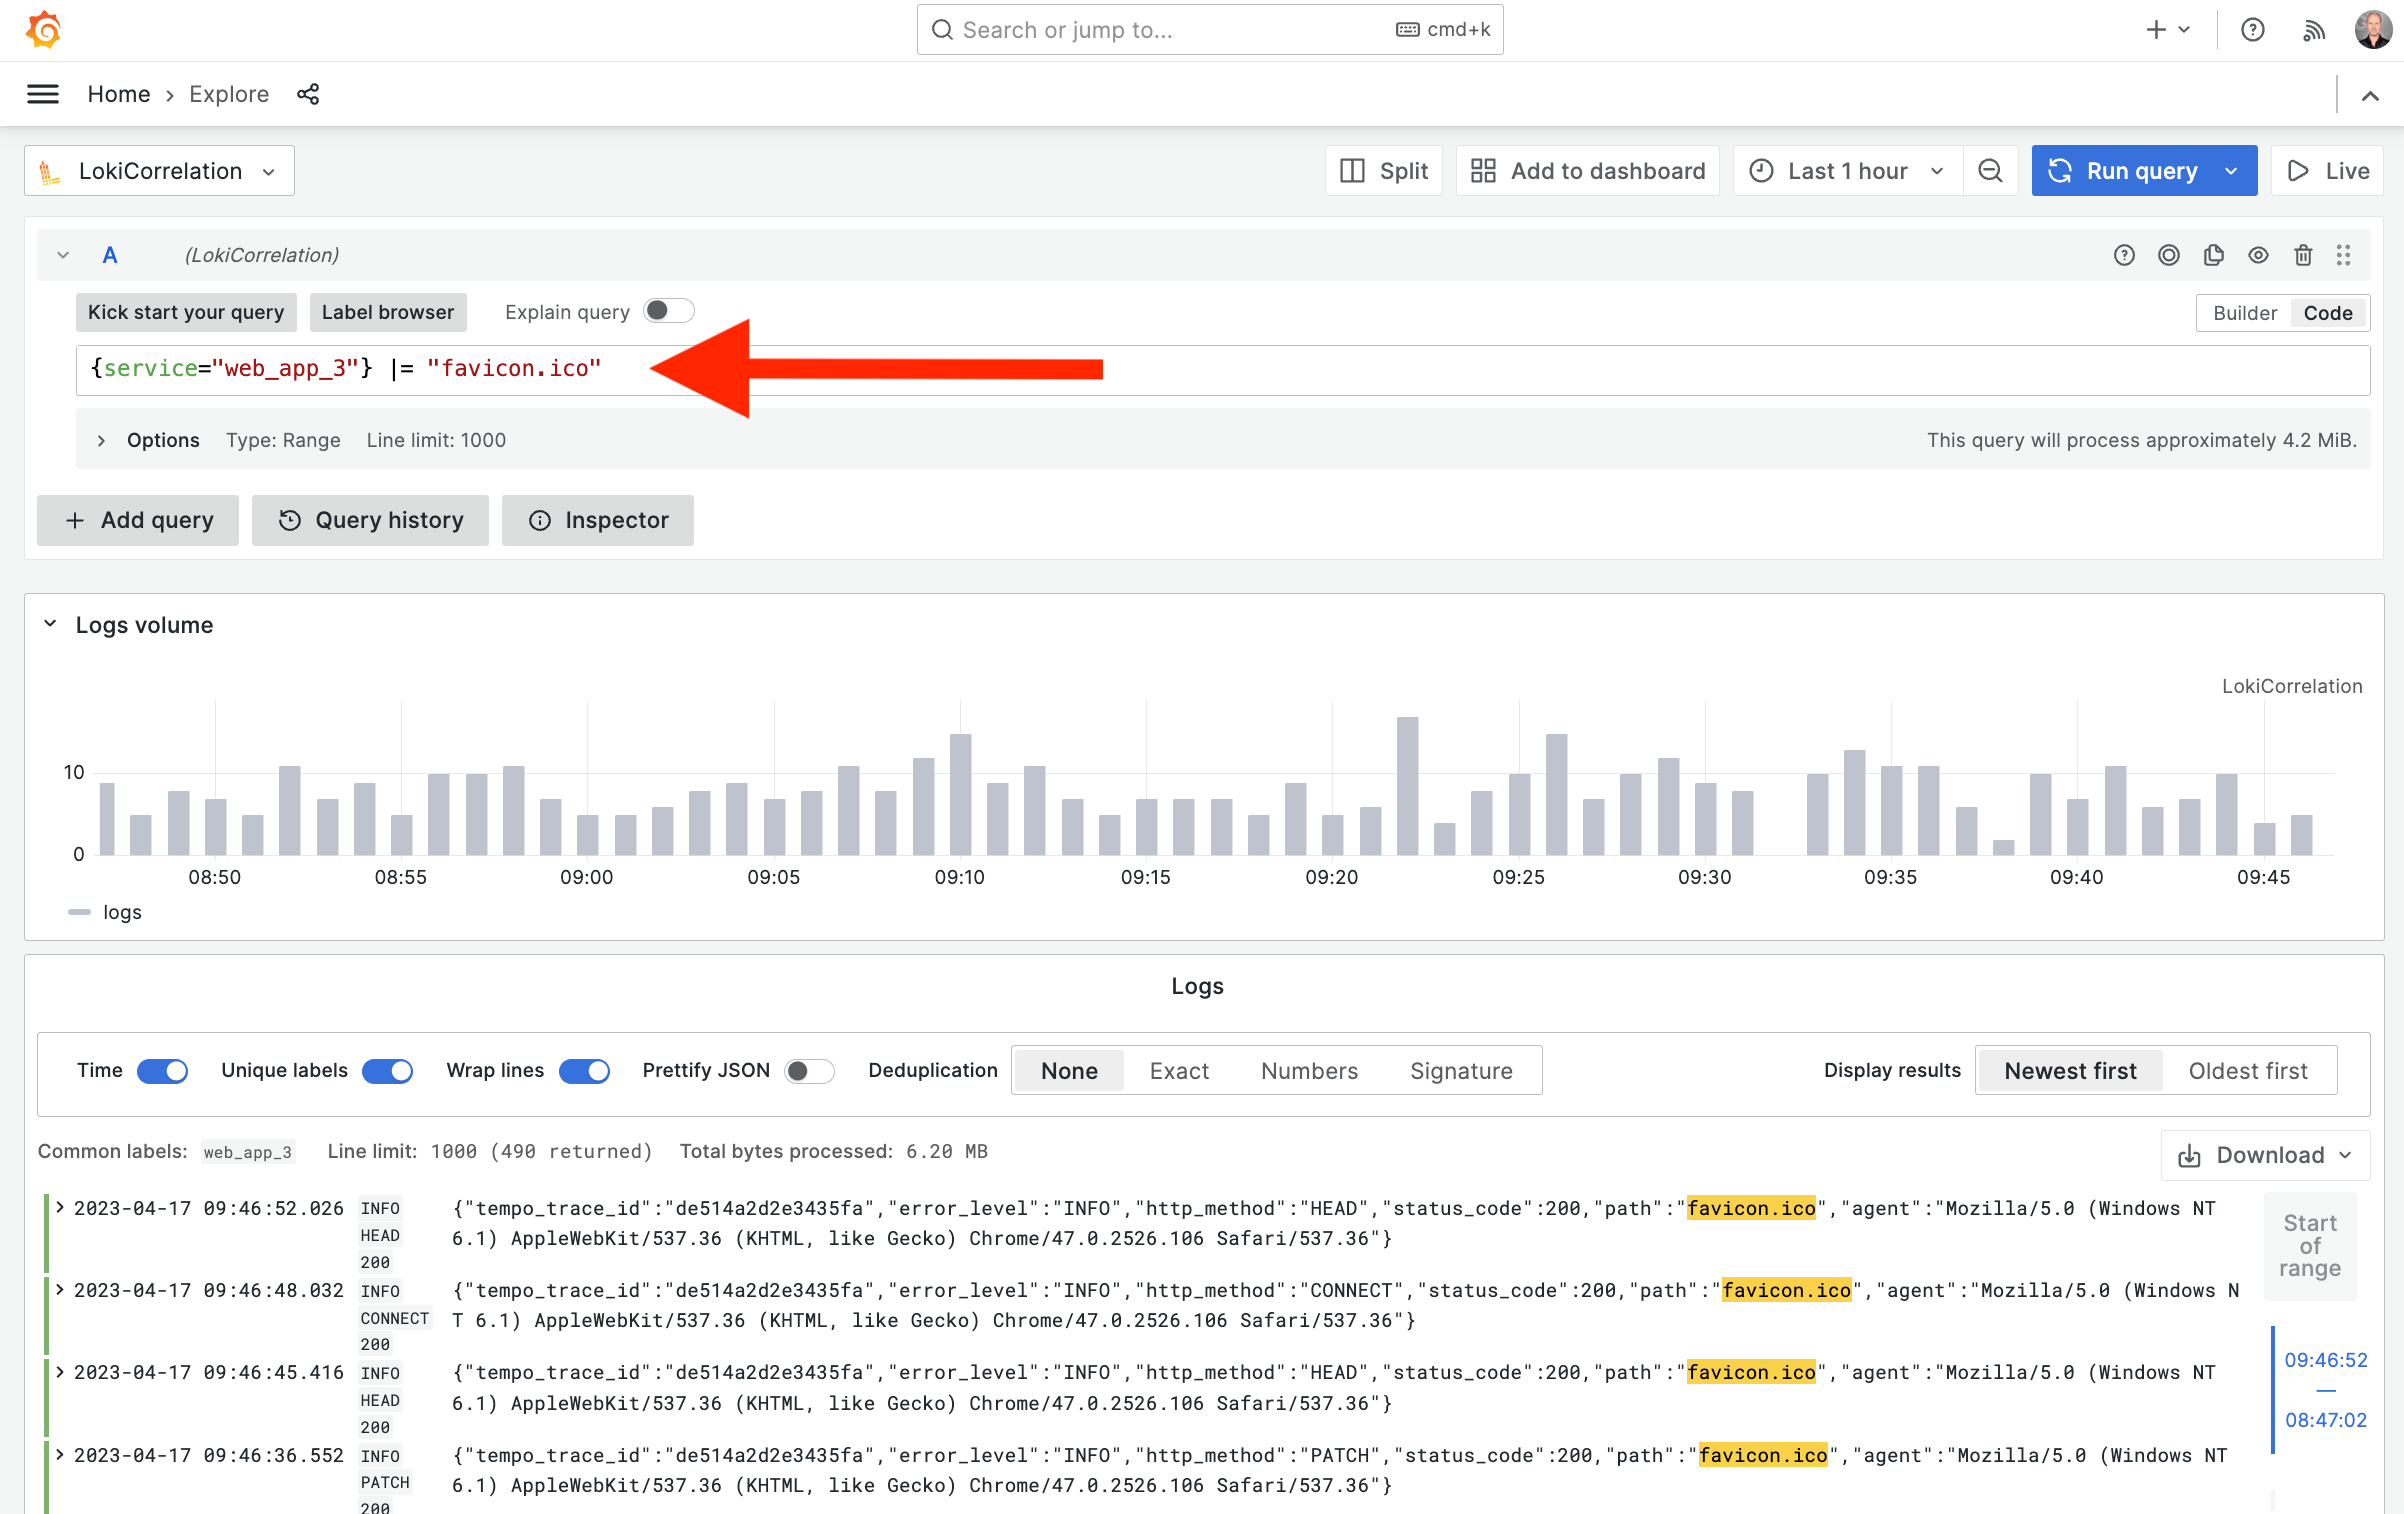 Search or jump to... cmd+k
Home › Explore
LokiCorrelation Split Add to dashboard Last 1 hour Run query Live
A (LokiCorrelation)
Kick start your query Label browser Explain query Builder Code
{service="web_app_3"} |= "favicon.ico"
Options Type: Range Line limit: 1000 This query will process approximately 4.2 MiB.
Add query Query history Inspector
Logs volume
LokiCorrelation
10
0
08:50 08:55 09:00 09:05 09:10 09:15 09:20 09:25 09:30 09:35 09:40 09:45
logs
Logs
Time Unique labels Wrap lines Prettify JSON Deduplication None Exact Numbers Signature Display results Newest first Oldest first
Common labels: web_app_3 Line limit: 1000 (490 returned) Total bytes processed: 6.20 MB Download
2023-04-17 09:46:52.026 INFO {"tempo_trace_id":"de514a2d2e3435fa","error_level":"INFO","http_method":"HEAD","status_code":200,"path":"favicon.ico","agent":"Mozilla/5.0 (Windows NT
HEAD 6.1) AppleWebKit/537.36 (KHTML, like Gecko) Chrome/47.0.2526.106 Safari/537.36"}
200
2023-04-17 09:46:48.032 INFO {"tempo_trace_id":"de514a2d2e3435fa","error_level":"INFO","http_method":"CONNECT","status_code":200,"path":"favicon.ico","agent":"Mozilla/5.0 (Windows N
CONNECT T 6.1) AppleWebKit/537.36 (KHTML, like Gecko) Chrome/47.0.2526.106 Safari/537.36"}
200
2023-04-17 09:46:45.416 INFO {"tempo_trace_id":"de514a2d2e3435fa","error_level":"INFO","http_method":"HEAD","status_code":200,"path":"favicon.ico","agent":"Mozilla/5.0 (Windows NT
HEAD 6.1) AppleWebKit/537.36 (KHTML, like Gecko) Chrome/47.0.2526.106 Safari/537.36"}
200
2023-04-17 09:46:36.552 INFO {"tempo_trace_id":"de514a2d2e3435fa","error_level":"INFO","http_method":"PATCH","status_code":200,"path":"favicon.ico","agent":"Mozilla/5.0 (Windows NT
PATCH 6.1) AppleWebKit/537.36 (KHTML, like Gecko) Chrome/47.0.2526.106 Safari/537.36"}
200
Start
of
range
09:46:52
—
08:47:02